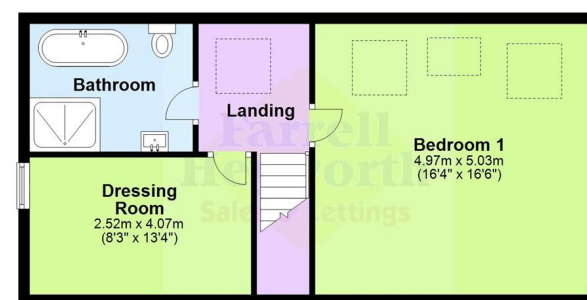 Bathroom
Landing
Bedroom 1
4.97m x 5.03m
(16'4" x 16'6")
Dressing
Room
2.52m x 4.07m
(8'3" x 13'4")
Farrell
Sales Lettings